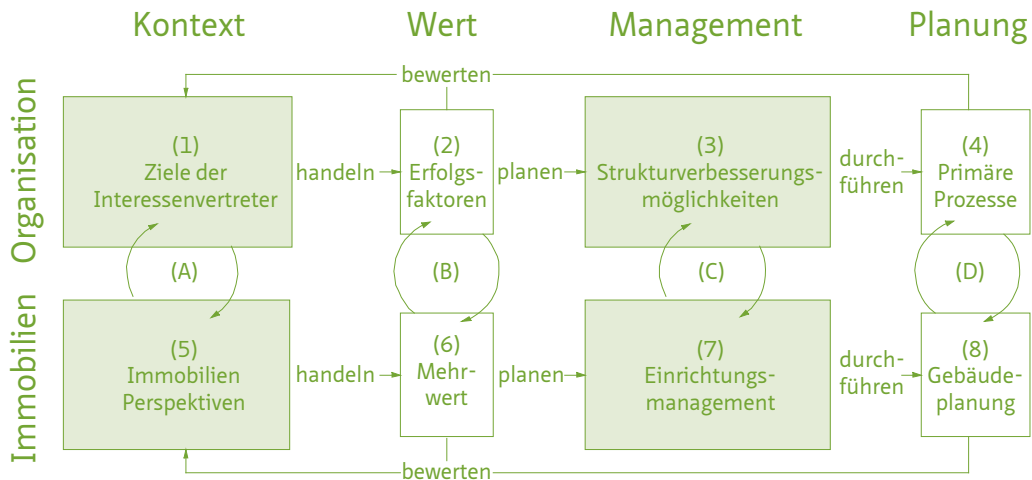 Kontext
Wert
Management
Planung
Organisation
bewerten
(1)
Ziele der
Interessenvertreter
handeln
(2)
Erfolgs-
faktoren
planen
(3)
Strukturverbesserungs-
möglichkeiten
durch-
führen
(4)
Primäre
Prozesse
(A)
(B)
(C)
(D)
Immobilien
(5)
Immobilien
Perspektiven
handeln
(6)
Mehr-
wert
planen
(7)
Einrichtungs-
management
durch-
führen
(8)
Gebäude-
planung
bewerten